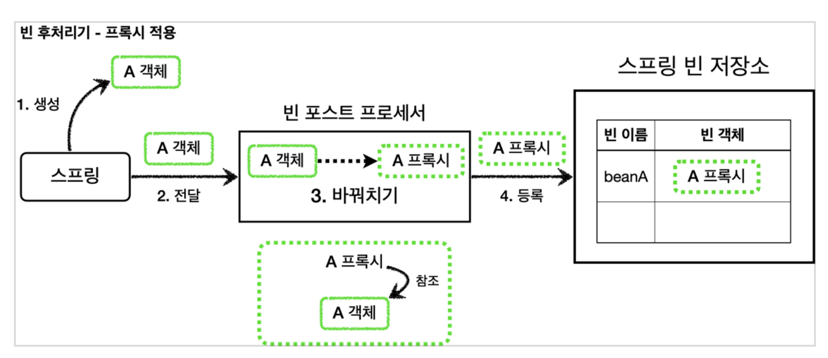 빈 후처리기 - 프록시 적용
A 객체
1. 생성
스프링
A 객체
2. 전달
빈 포스트 프로세서
A 객체
A 프록시
3. 바꿔치기
A 프록시
4. 등록
스프링 빈 저장소
빈 이름 빈 객체
beanA A 프록시
A 프록시
참조
A 객체